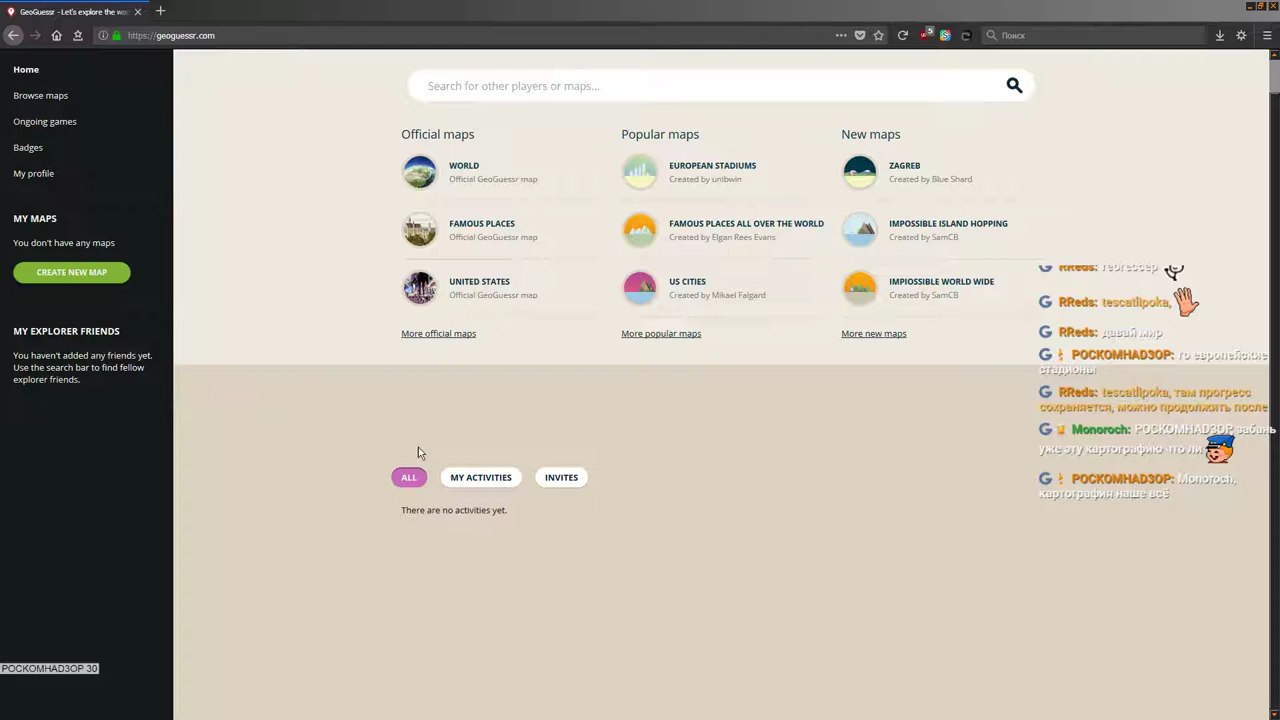 GeoGuessr - Let's explore the wo
https://geoguessr.com
5
Поиск
Home
Browse maps
Ongoing games
Badges
My profile
MY MAPS
You don't have any maps
CREATE NEW MAP
MY EXPLORER FRIENDS
You haven't added any friends yet.
Use the search bar to find fellow
explorer friends.
РОСКОМНАДЗОР 30
Search for other players or maps...
Official maps
WORLD
Official GeoGuessr map
FAMOUS PLACES
Official GeoGuessr map
UNITED STATES
Official GeoGuessr map
More official maps
Popular maps
EUROPEAN STADIUMS
Created by unibwin
FAMOUS PLACES ALL OVER THE WORLD
Created by Elgan Rees Evans
US CITIES
Created by Mikael Falgard
More popular maps
New maps
ZAGREB
Created by Blue Shard
IMPOSSIBLE ISLAND HOPPING
Created by SamCB
IMPIOSSIBLE WORLD WIDE
Created by SamCB
More new maps
ALL
MY ACTIVITIES
INVITES
There are no activities yet.
RReds: геогессер
RReds: tescatlipoka,
RReds: давай мир
РОСКОМНАДЗОР: го европейские
стадионы
RReds: tescatlipoka, там прогресс
сохраняется, можно продолжить после
Monoroch: РОСКОМНАДЗОР, забань
уже эту картографию что ли
РОСКОМНАДЗОР: Monoroch,
картография наше всё